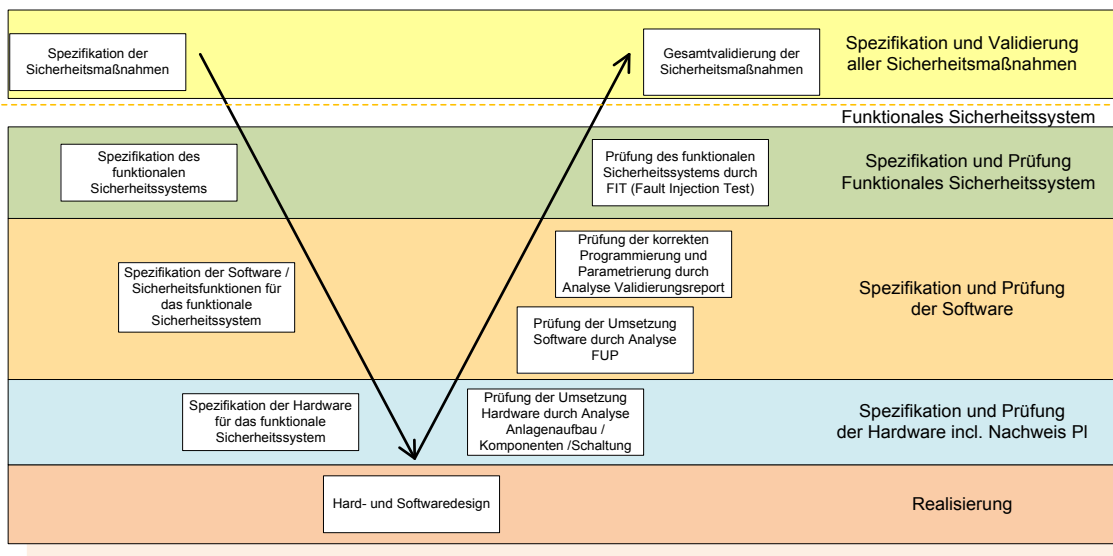 Spezifikation der
Sicherheitsmaßnahmen
Gesamtvalidierung der
Sicherheitsmaßnahmen
Spezifikation und Validierung
aller Sicherheitsmaßnahmen
Funktionales Sicherheitssystem
Spezifikation des
funktionalen
Sicherheitssystems
Prüfung des funktionalen
Sicherheitssystems durch
FIT (Fault Injection Test)
Spezifikation und Prüfung
Funktionales Sicherheitssystem
Spezifikation der Software /
Sicherheitsfunktionen für
das funktionale
Sicherheitssystem
Prüfung der korrekten
Programmierung und
Parametrierung durch
Analyse Validierungsreport
Prüfung der Umsetzung
Software durch Analyse
FUP
Spezifikation und Prüfung
der Software
Spezifikation der Hardware
für das funktionale
Sicherheitssystem
Prüfung der Umsetzung
Hardware durch Analyse
Anlagenaufbau /
Komponenten /Schaltung
Spezifikation und Prüfung
der Hardware incl. Nachweis Pl
Hard- und Softwaredesign
Realisierung